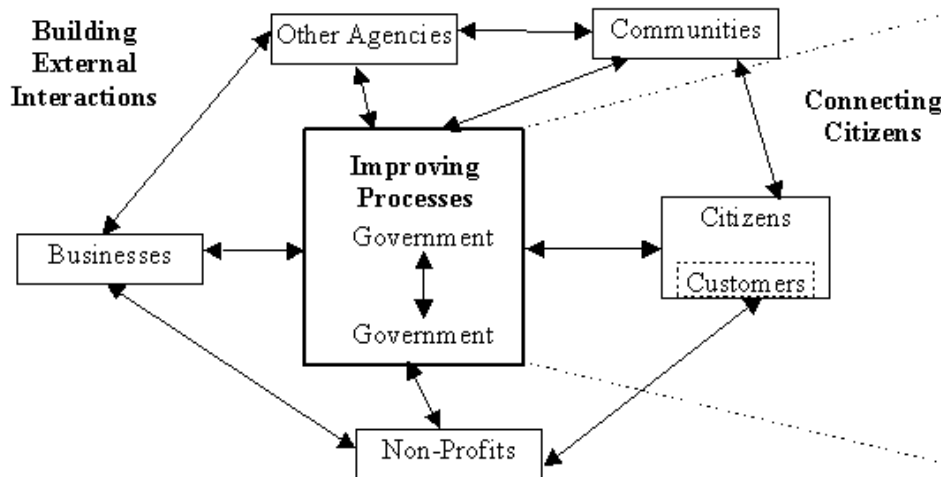 Building
External
Interactions
Other Agencies
Communities
Connecting
Citizens
Improving
Processes
Government
Government
Businesses
Citizens
Customers
Non-Profits